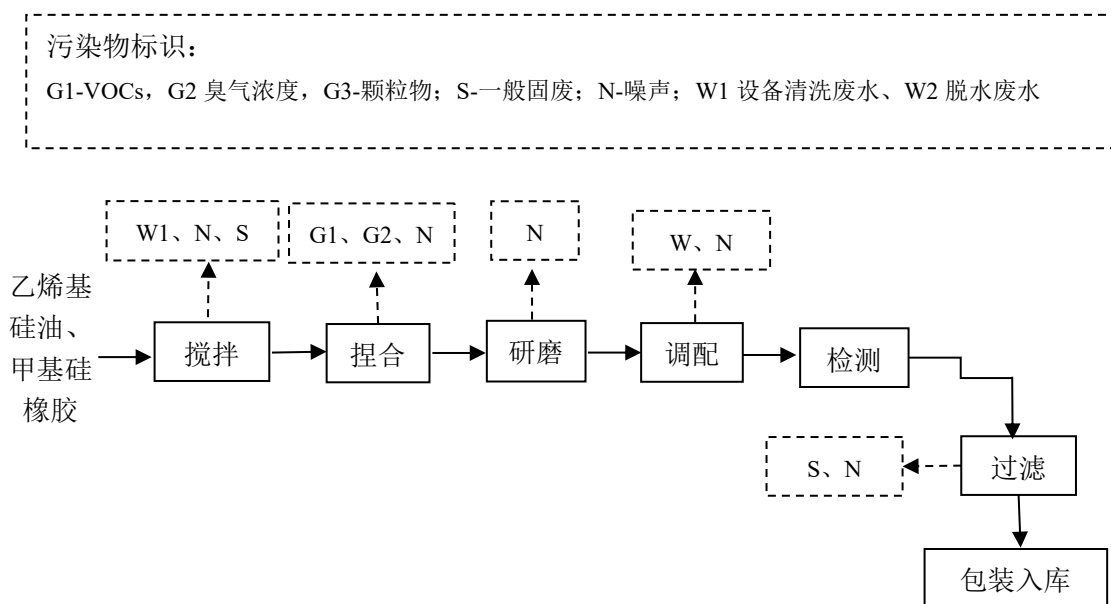 污染物标识：
G1-VOCs，G2 臭气浓度，G3-颗粒物；S-一般固废；N-噪声；W1 设备清洗废水、W2 脱水废水
W1、N、S
G1、G2、N
N
W、N
乙烯基
硅油、
甲基硅
橡胶
搅拌
捏合
研磨
调配
检测
S、N
过滤
包装入库